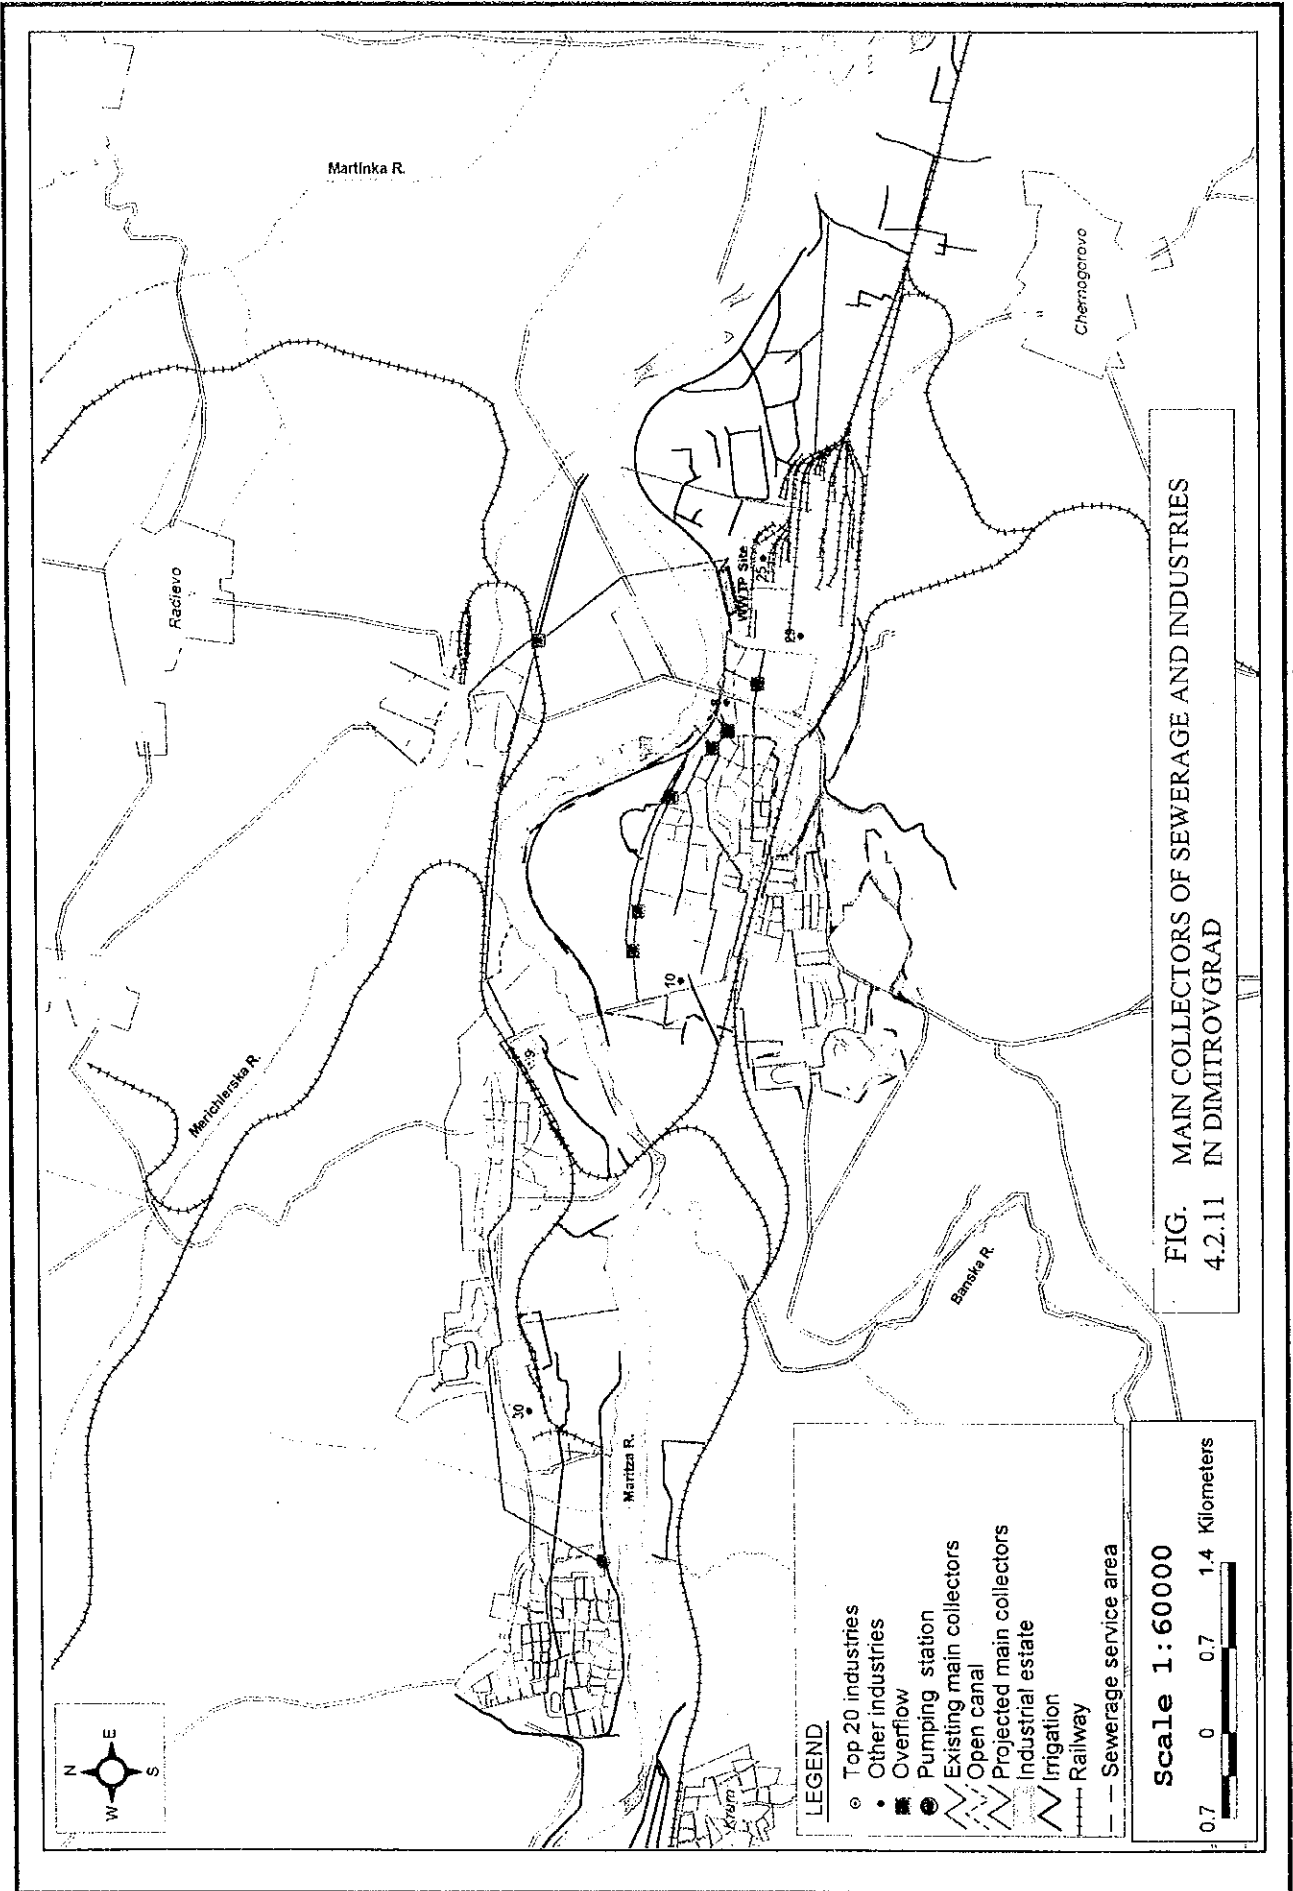 Martinka R.
Radievo
Merichlerska R.
Chernogorovo
WWTP Site
25
29
10
9
30
Maritza R.
Banska R.
Krum
N
W
E
S
LEGEND
Top 20 industries
Other industries
Overflow
Pumping station
Existing main collectors
Open canal
Projected main collectors
Industrial estate
Irrigation
Railway
Sewerage service area
Scale 1:60000
0.7 0 0.7 1.4 Kilometers
FIG. MAIN COLLECTORS OF SEWERAGE AND INDUSTRIES
4.2.11 IN DIMITROVGRAD